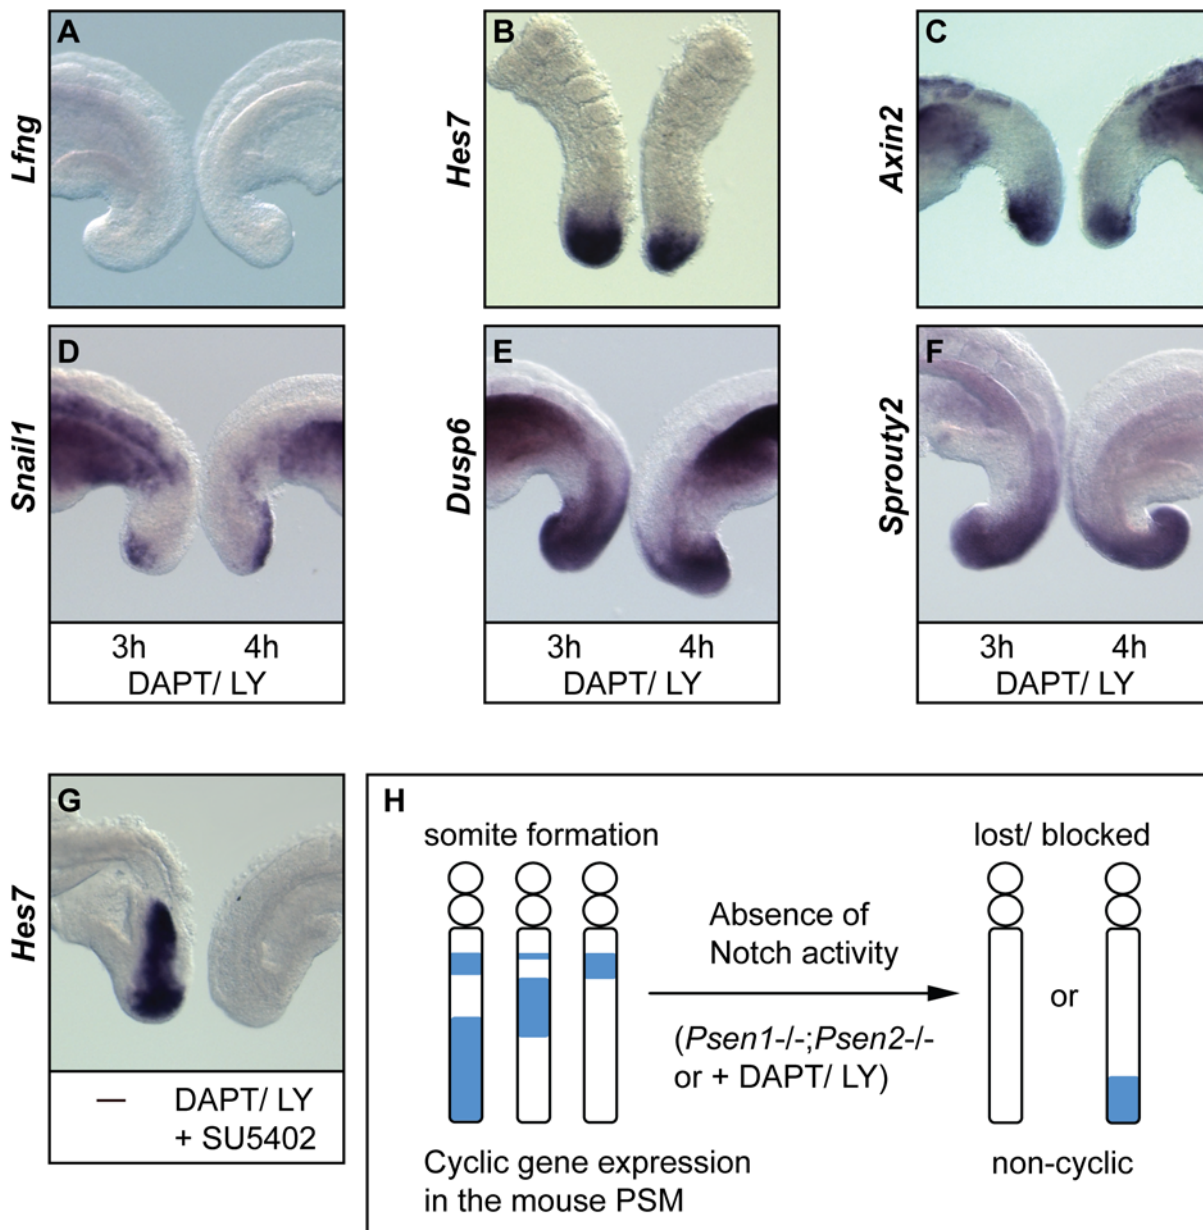 A
B
C
Lfng
Hes7
Axin2
D
E
F
Snail1
Dusp6
Sprouty2
3h 4h
DAPT/ LY
3h 4h
DAPT/ LY
3h 4h
DAPT/ LY
G
Hes7
— DAPT/ LY
+ SU5402
H
somite formation
lost/ blocked
Absence of
Notch activity
or
(Psen1-/-;Psen2-/-
or + DAPT/ LY)
Cyclic gene expression
in the mouse PSM
non-cyclic